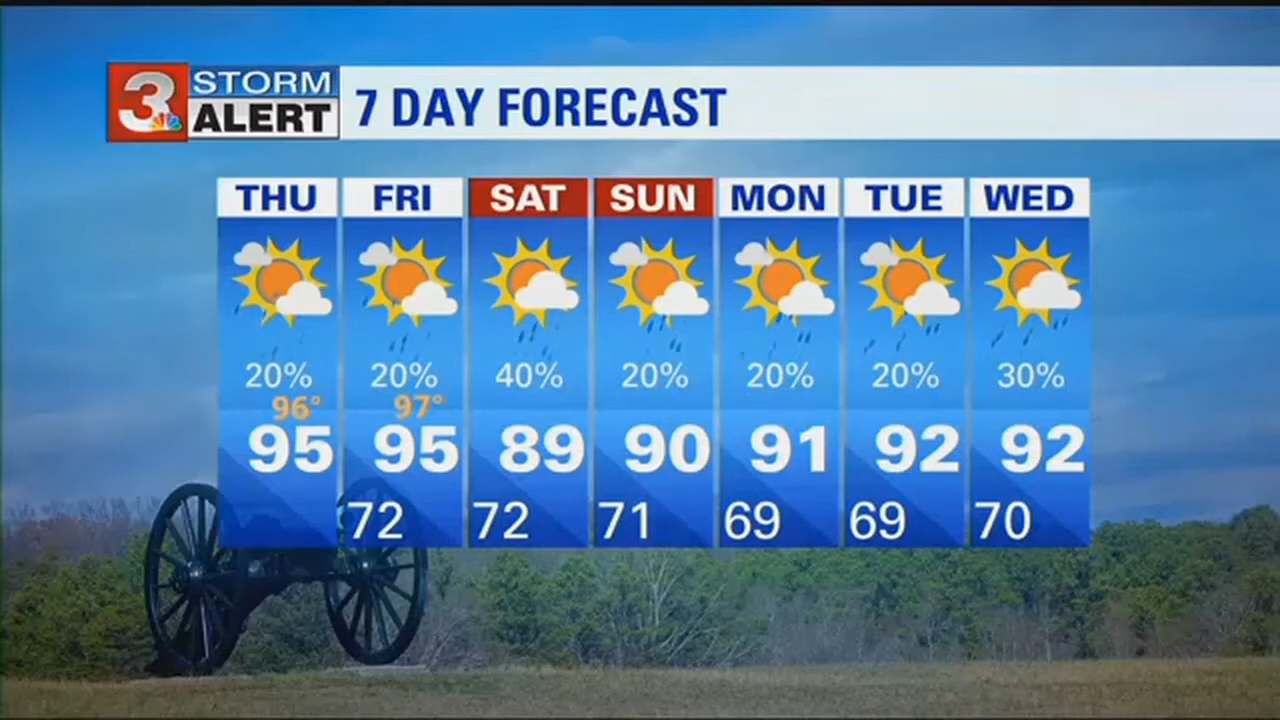 3 STORM ALERT
7 DAY FORECAST
THU FRI SAT SUN MON TUE WED
20% 20% 40% 20% 20% 20% 30%
96° 97°
95 95 89 90 91 92 92
72 72 71 69 69 70